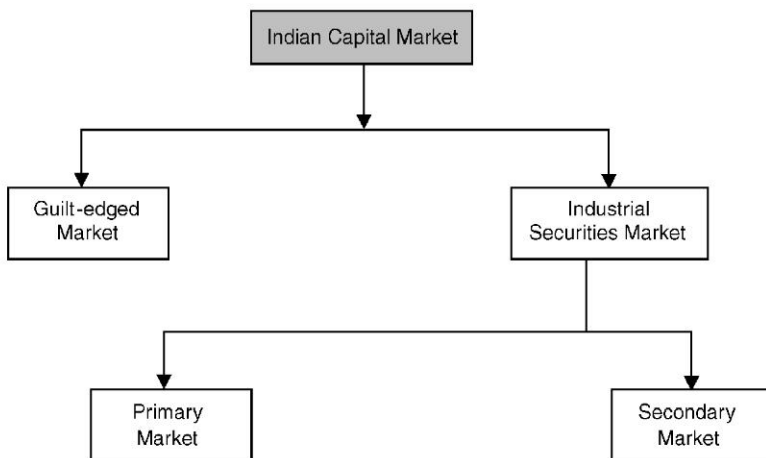 Indian Capital Market
Guilt-edged
Market
Industrial
Securities Market
Primary
Market
Secondary
Market